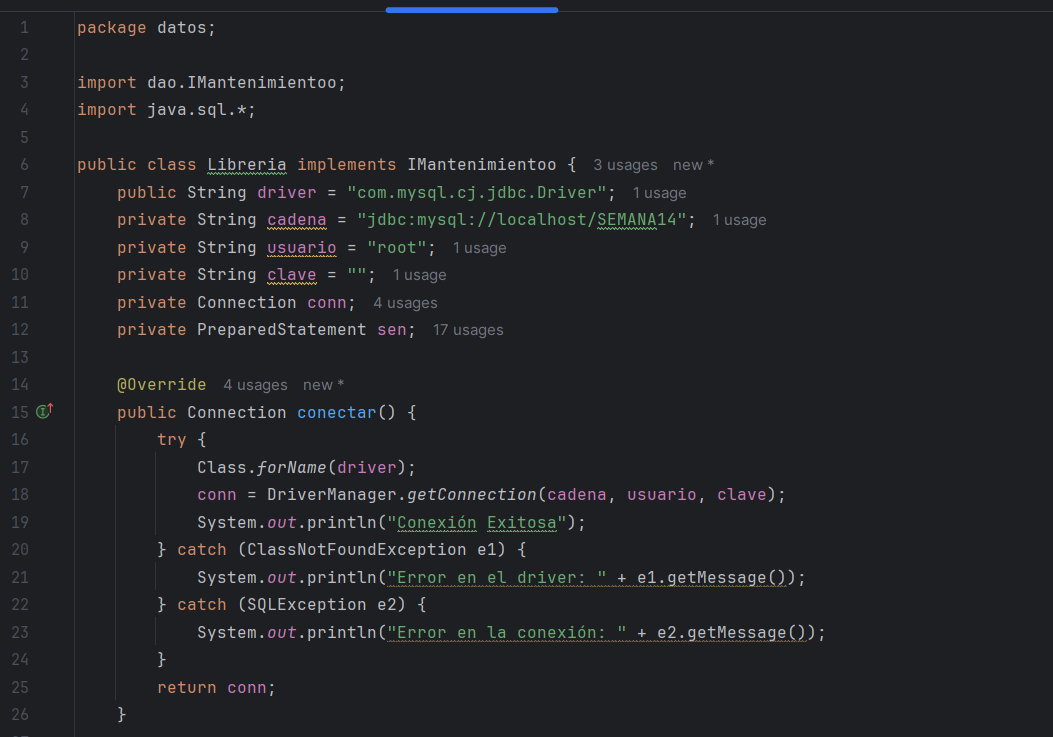 1 package datos;
2
3 import dao.IMantenimientoo;
4 import java.sql.*;
5
6 public class Libreria implements IMantenimientoo { 3 usages new *
7 public String driver = "com.mysql.cj.jdbc.Driver"; 1 usage
8 private String cadena = "jdbc:mysql://localhost/SEMANA14"; 1 usage
9 private String usuario = "root"; 1 usage
10 private String clave = ""; 1 usage
11 private Connection conn; 4 usages
12 private PreparedStatement sen; 17 usages
13
14 @Override 4 usages new *
15 public Connection conectar() {
16 try {
17 Class.forName(driver);
18 conn = DriverManager.getConnection(cadena, usuario, clave);
19 System.out.println("Conexión Exitosa");
20 } catch (ClassNotFoundException e1) {
21 System.out.println("Error en el driver: " + e1.getMessage());
22 } catch (SQLException e2) {
23 System.out.println("Error en la conexión: " + e2.getMessage());
24 }
25 return conn;
26 }